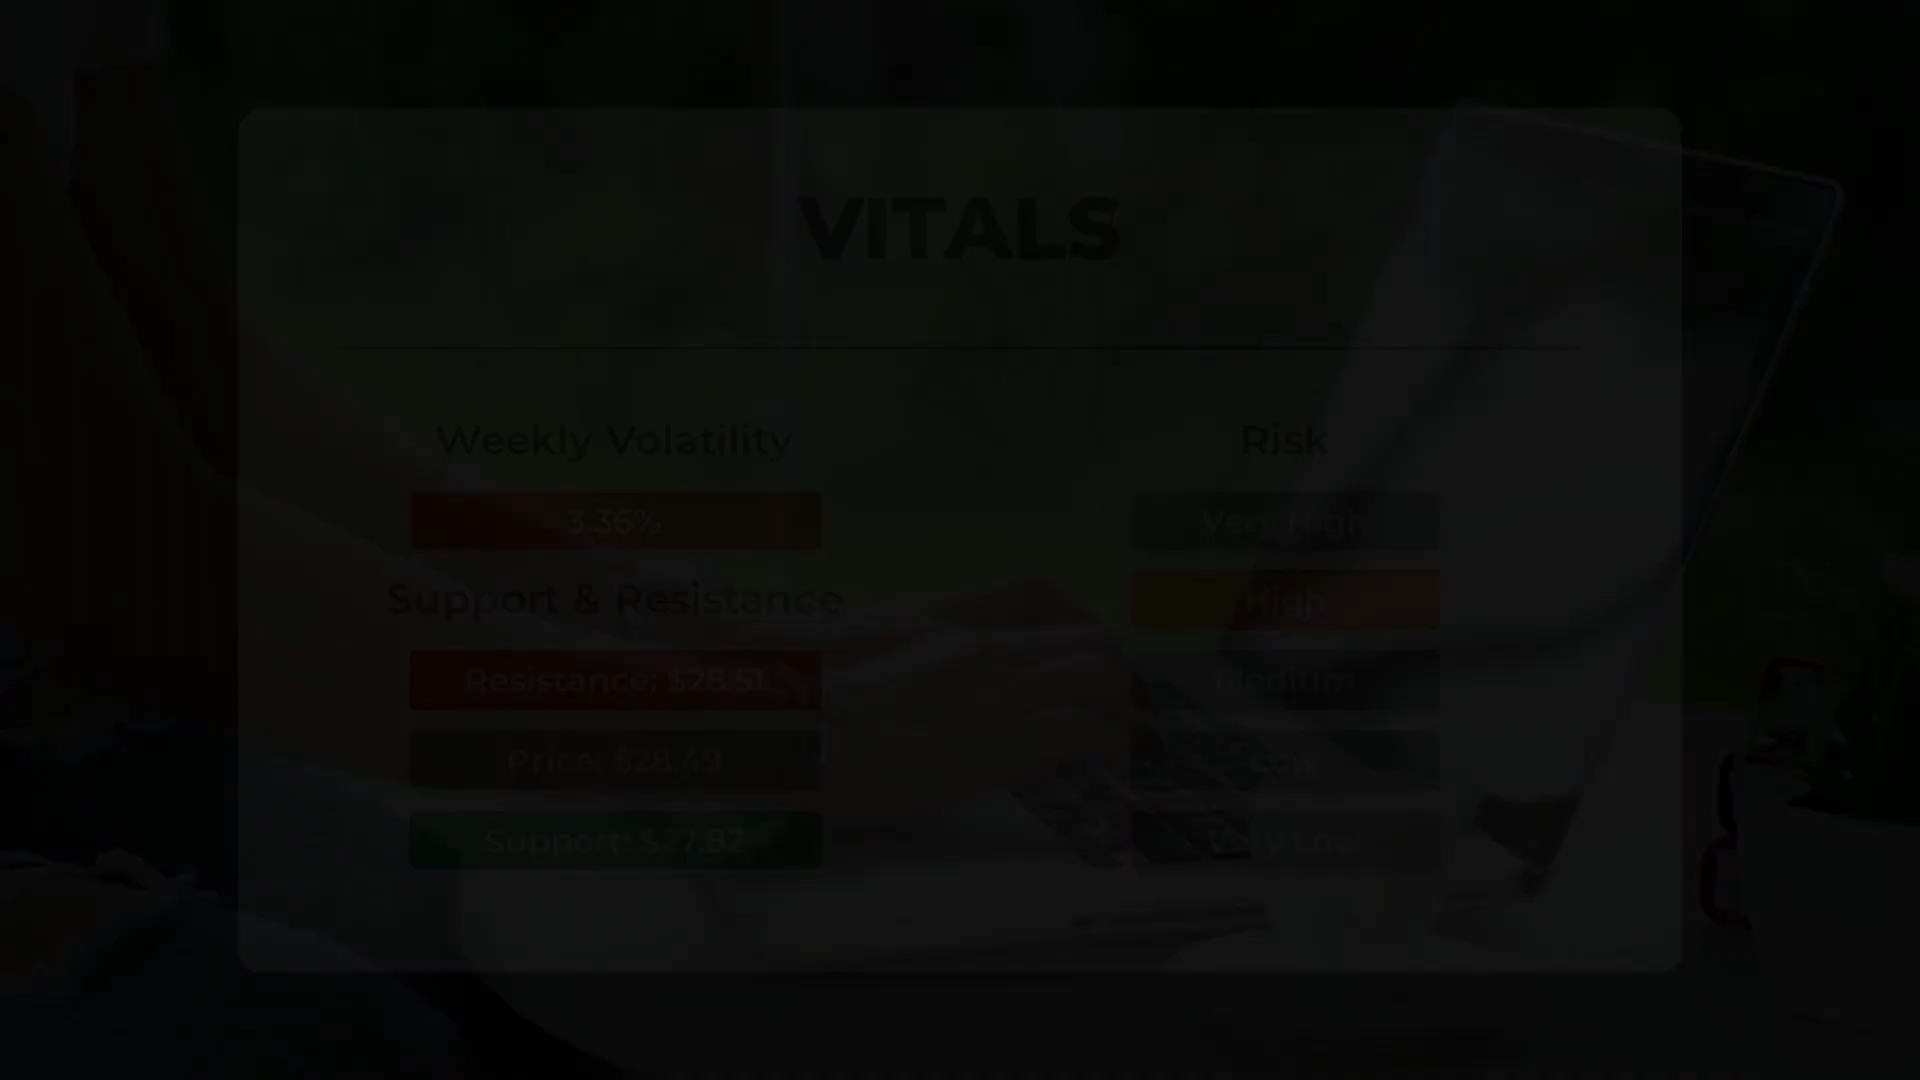 VITALS
Weekly Volatility
3.36%
Support & Resistance
Resistance: $28.51
Price: $28.49
Support: $27.82
Risk
Very High
High
Medium
Low
Very Low